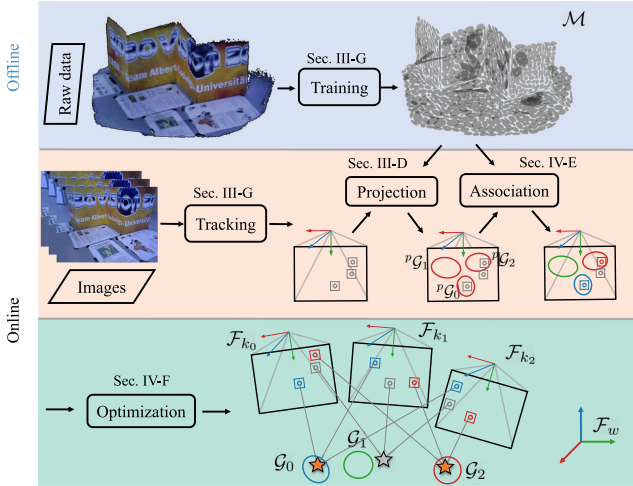 Offline
Raw data
Sec. III-G
Training
ℳ
Online
Images
Sec. III-G
Tracking
Sec. III-D
Projection
Sec. IV-E
Association
ᵖ𝒢₁
ᵖ𝒢₂
ᵖ𝒢₀
Sec. IV-F
Optimization
ℱ_{k₀}
ℱ_{k₁}
ℱ_{k₂}
𝒢₀
𝒢₁
𝒢₂
ℱ_w